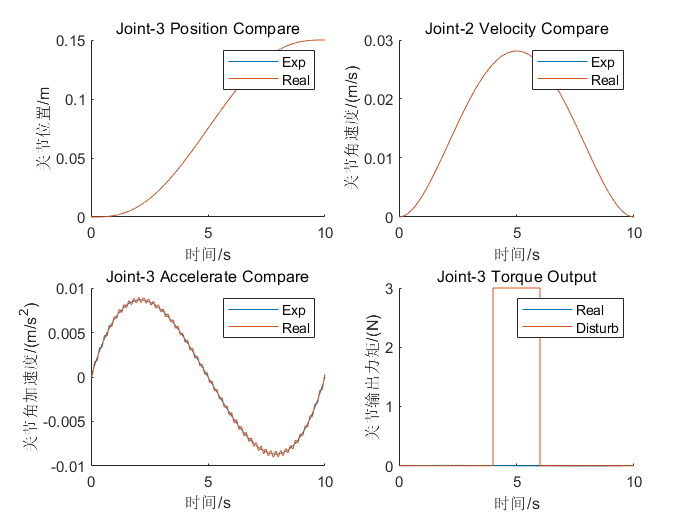 Joint-3 Position Compare
0.15
0.1
0.05
0
关节位置/m
Exp
Real
0
5
10
时间/s
Joint-2 Velocity Compare
0.03
0.02
0.01
0
关节角速度/(m/s)
Exp
Real
0
5
10
时间/s
Joint-3 Accelerate Compare
0.01
0.005
0
-0.005
-0.01
关节角加速度/(m/s²)
Exp
Real
0
5
10
时间/s
Joint-3 Torque Output
3
2
1
0
关节输出力矩/(N)
Real
Disturb
0
5
10
时间/s